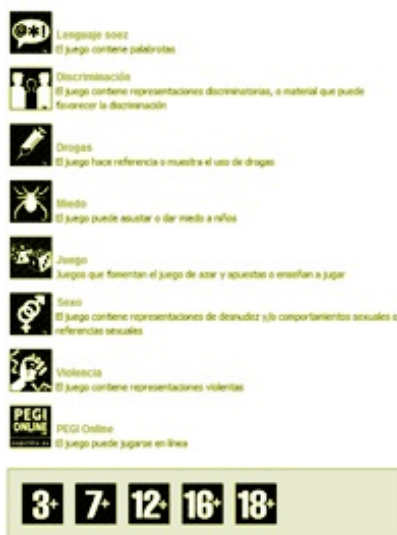 @*!
Lenguaje soez
El juego contiene palabrotas
Discriminación
El juego contiene representaciones discriminatorias, o material que puede
favorecer la discriminación
Drogas
El juego hace referencia o muestra el uso de drogas
Miedo
El juego puede asustar o dar miedo a niños
Juego
Juegos que fomentan el juego de azar y apuestas o enseñan a jugar
Sexo
El juego contiene representaciones de desnudez y/o comportamientos sexuales o
referencias sexuales
Violencia
El juego contiene representaciones violentas
PEGI
ONLINE
PEGI Online
El juego puede jugarse en línea
3+ 7+ 12+ 16+ 18+